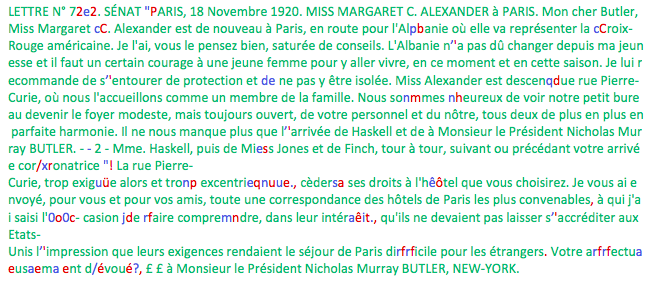 LETTRE N° 72e2. SÉNAT "PARIS, 18 Novembre 1920. MISS MARGARET C. ALEXANDER à PARIS. Mon cher Butler,
Miss Margaret cC. Alexander est de nouveau à Paris, en route pour l'Alpbanie où elle va représenter la cCroix-
Rouge américaine. Je l'ai, vous le pensez bien, saturée de conseils. L'Albanie n’'a pas dû changer depuis ma jeun
esse et il faut un certain courage à une jeune femme pour y aller vivre, en ce moment et en cette saison. Je lui r
ecommande de s’'entourer de protection et de ne pas y être isolée. Miss Alexander est descenqdue rue Pierre-
Curie, où nous l'accueillons comme un membre de la famille. Nous sonmmes nheureux de voir notre petit bure
au devenir le foyer modeste, mais toujours ouvert, de votre personnel et du nôtre, tous deux de plus en plus en
parfaite harmonie. Il ne nous manque plus que l’'arrivée de Haskell et de à Monsieur le Président Nicholas Mur
ray BUTLER. - - 2 - Mme. Haskell, puis de Miess Jones et de Finch, tour à tour, suivant ou précédant votre arrivé
e cor/xronatrice "! La rue Pierre-
Curie, trop exiguüe alors et tronp excentrieqnuue., cèdersa ses droits à l'hêôtel que vous choisirez. Je vous ai e
nvoyé, pour vous et pour vos amis, toute une correspondance des hôtels de Paris les plus convenables, à qui j'a
i saisi l'0o0c- casion jde rfaire compremndre, dans leur intéraêit., qu'ils ne devaient pas laisser s’'accréditer aux
Etats-
Unis l’'impression que leurs exigences rendaient le séjour de Paris dirfrficile pour les étrangers. Votre arfrfectua
eusaema ent d/évoué?, £ £ à Monsieur le Président Nicholas Murray BUTLER, NEW-YORK.